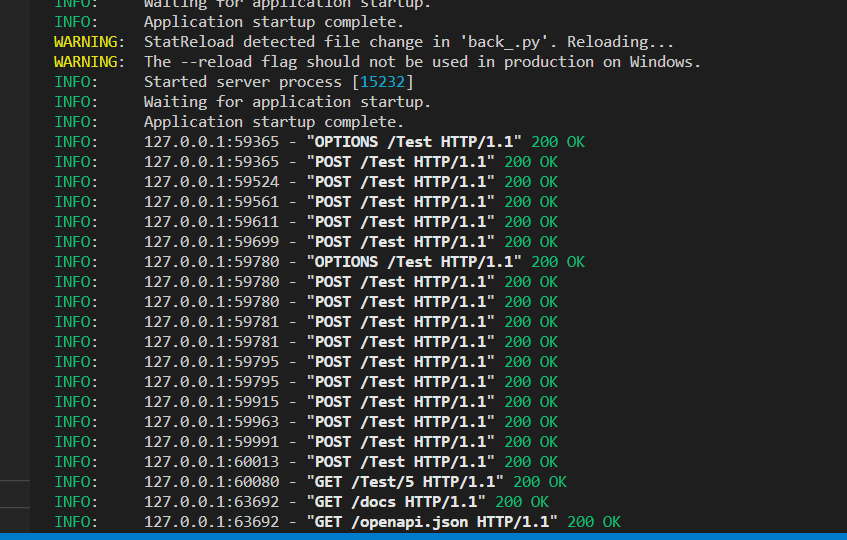 INFO: Waiting for application startup.
INFO: Application startup complete.
WARNING: StatReload detected file change in 'back_.py'. Reloading...
WARNING: The --reload flag should not be used in production on Windows.
INFO: Started server process [15232]
INFO: Waiting for application startup.
INFO: Application startup complete.
INFO: 127.0.0.1:59365 - "OPTIONS /Test HTTP/1.1" 200 OK
INFO: 127.0.0.1:59365 - "POST /Test HTTP/1.1" 200 OK
INFO: 127.0.0.1:59524 - "POST /Test HTTP/1.1" 200 OK
INFO: 127.0.0.1:59561 - "POST /Test HTTP/1.1" 200 OK
INFO: 127.0.0.1:59611 - "POST /Test HTTP/1.1" 200 OK
INFO: 127.0.0.1:59699 - "POST /Test HTTP/1.1" 200 OK
INFO: 127.0.0.1:59780 - "OPTIONS /Test HTTP/1.1" 200 OK
INFO: 127.0.0.1:59780 - "POST /Test HTTP/1.1" 200 OK
INFO: 127.0.0.1:59780 - "POST /Test HTTP/1.1" 200 OK
INFO: 127.0.0.1:59781 - "POST /Test HTTP/1.1" 200 OK
INFO: 127.0.0.1:59781 - "POST /Test HTTP/1.1" 200 OK
INFO: 127.0.0.1:59795 - "POST /Test HTTP/1.1" 200 OK
INFO: 127.0.0.1:59795 - "POST /Test HTTP/1.1" 200 OK
INFO: 127.0.0.1:59915 - "POST /Test HTTP/1.1" 200 OK
INFO: 127.0.0.1:59963 - "POST /Test HTTP/1.1" 200 OK
INFO: 127.0.0.1:59991 - "POST /Test HTTP/1.1" 200 OK
INFO: 127.0.0.1:60013 - "POST /Test HTTP/1.1" 200 OK
INFO: 127.0.0.1:60080 - "GET /Test/5 HTTP/1.1" 200 OK
INFO: 127.0.0.1:63692 - "GET /docs HTTP/1.1" 200 OK
INFO: 127.0.0.1:63692 - "GET /openapi.json HTTP/1.1" 200 OK